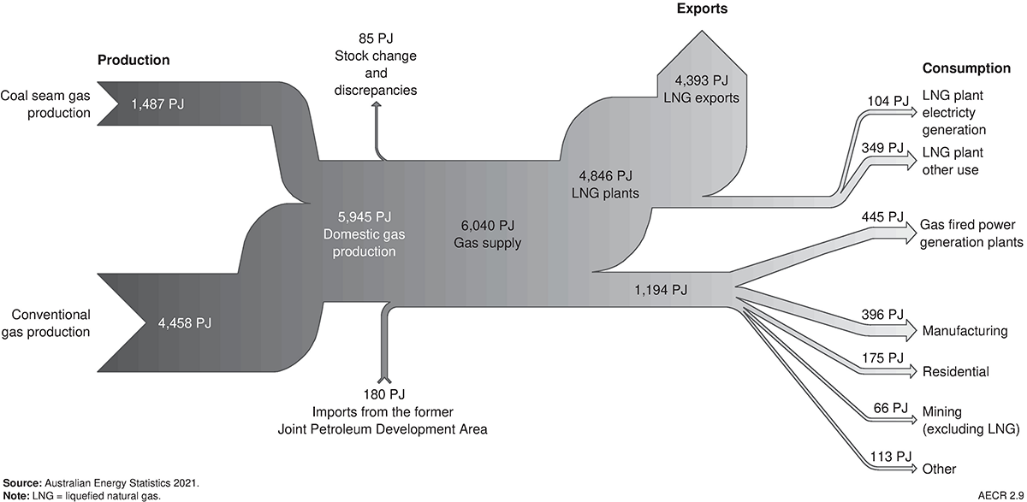 Exports
Production
Consumption
Coal seam gas
production
1,487 PJ
85 PJ
Stock change
and
discrepancies
4,393 PJ
LNG exports
104 PJ
LNG plant
electricty
generation
349 PJ
LNG plant
other use
4,846 PJ
LNG plants
5,945 PJ
Domestic gas
production
6,040 PJ
Gas supply
445 PJ
Gas fired power
generation plants
1,194 PJ
Conventional
gas production
4,458 PJ
396 PJ
Manufacturing
175 PJ
Residential
180 PJ
Imports from the former
Joint Petroleum Development Area
66 PJ
Mining
(excluding LNG)
113 PJ
Other
Source: Australian Energy Statistics 2021.
Note: LNG = liquefied natural gas.
AECR 2.9